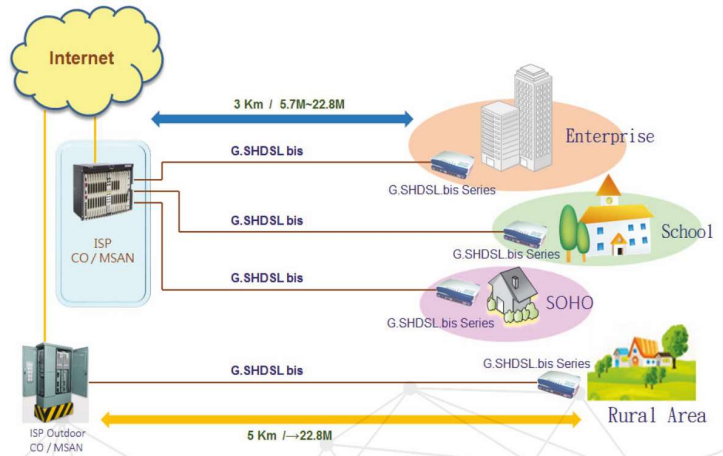 Internet
3 Km / 5.7M~22.8M
G.SHDSL bis
Enterprise
G.SHDSL.bis Series
ISP
CO / MSAN
G.SHDSL bis
School
G.SHDSL.bis Series
G.SHDSL.bis
SOHO
G.SHDSL.bis Series
G.SHDSL.bis Series
G.SHDSL bis
Rural Area
ISP Outdoor
CO / MSAN
5 Km /→22.8M